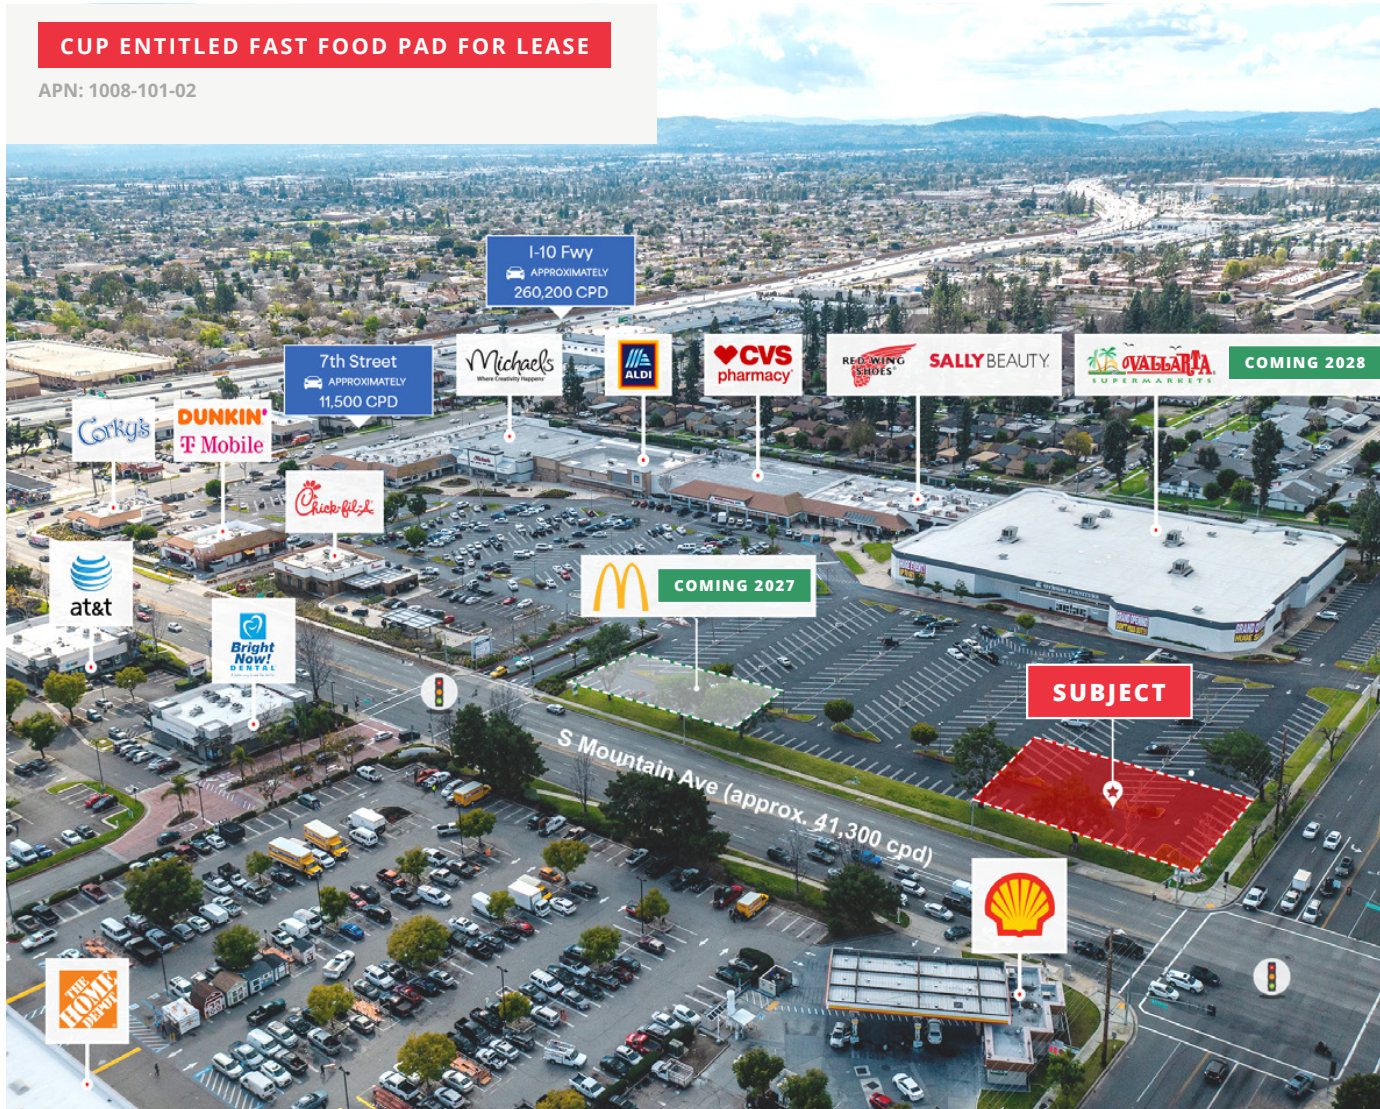 CUP ENTITLED FAST FOOD PAD FOR LEASE
APN: 1008-101-02
I-10 Fwy
APPROXIMATELY
260,200 CPD
7th Street
APPROXIMATELY
11,500 CPD
Michaels
Where Creativity Happens
ALDI
CVS
pharmacy
RED WING
SHOES
SALLY BEAUTY
VALLARTA
SUPERMARKETS
COMING 2028
Corky's
DUNKIN'
T Mobile
Chick-fil-A
at&t
Bright
Now!
DENTAL
COMING 2027
SUBJECT
S Mountain Ave (approx. 41,300 cpd)
THE
HOME
DEPOT
GRAND OPENING